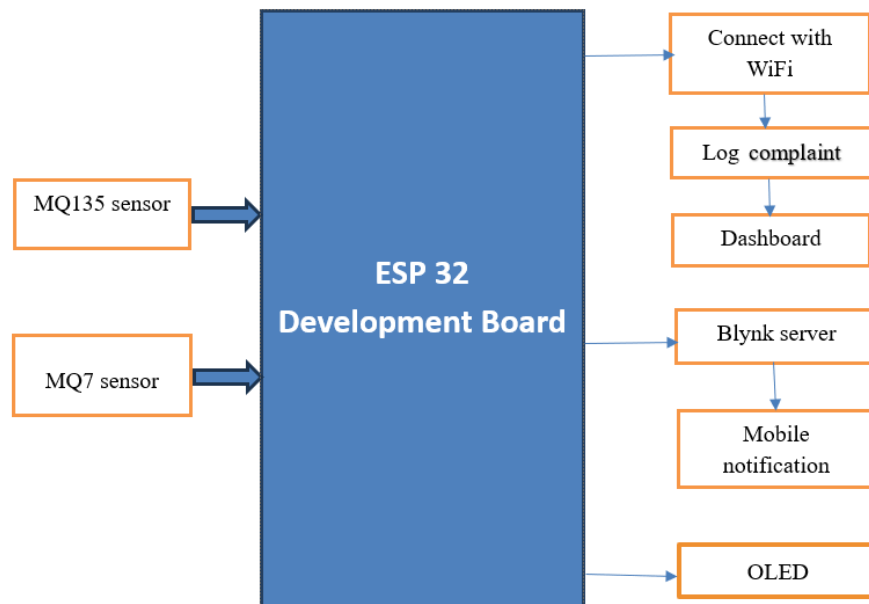 MQ135 sensor
MQ7 sensor
ESP 32
Development Board
Connect with
WiFi
Log complaint
Dashboard
Blynk server
Mobile
notification
OLED